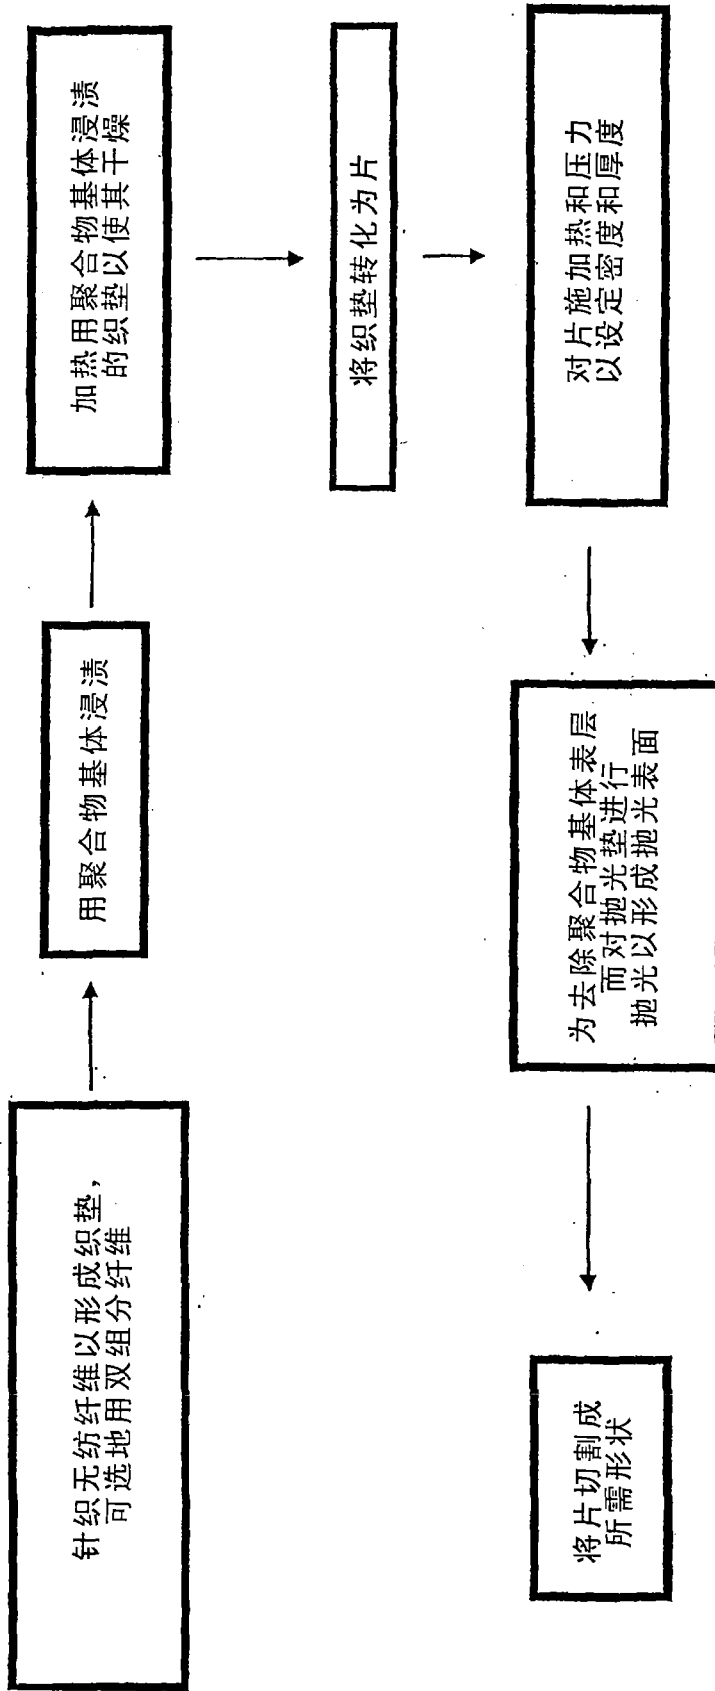 针织无纺纤维以形成织垫，
可选地用双组分纤维
用聚合物基体浸渍
加热用聚合物基体浸渍
的织垫以使其干燥
将织垫转化为片
对片施加热和压力
以设定密度和厚度
为去除聚合物基体表层
而对抛光垫进行
抛光以形成抛光表面
将片切割成
所需形状